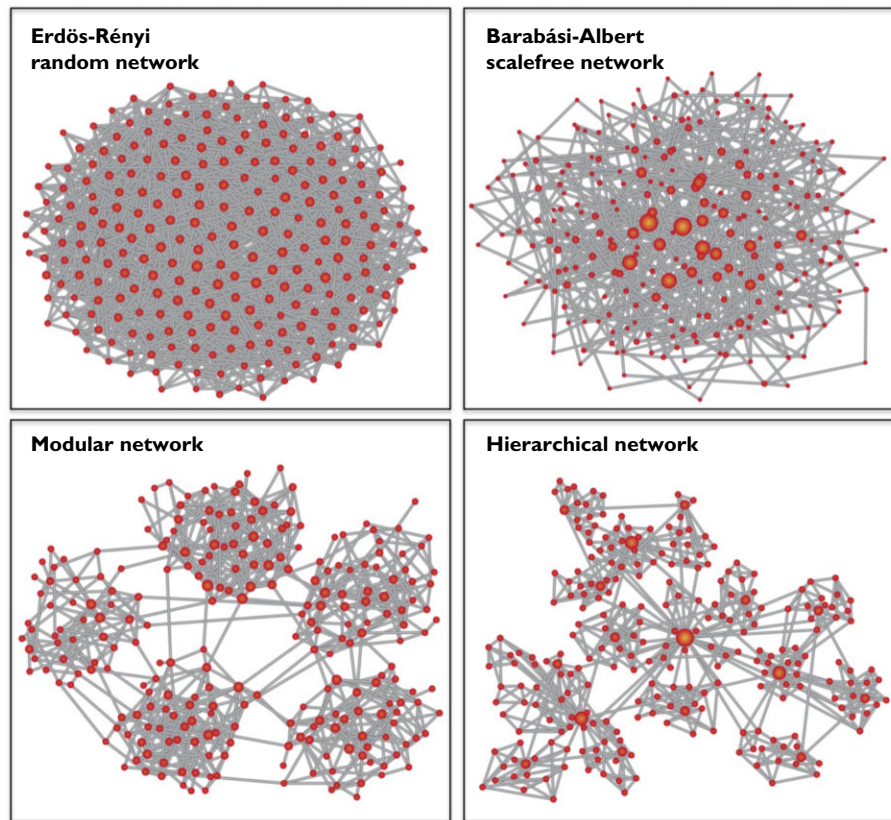 Erdös-Rényi
random network
Barabási-Albert
scalefree network
Modular network
Hierarchical network